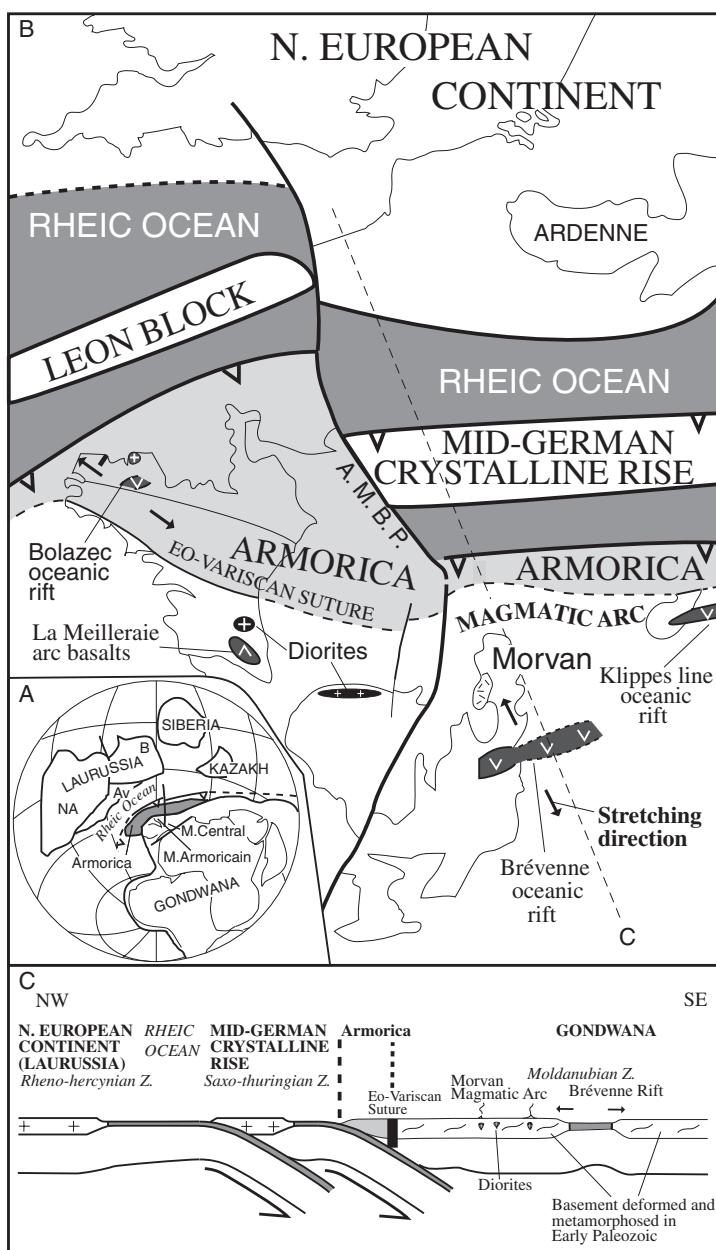 B
N. EUROPEAN
CONTINENT
RHEIC OCEAN
ARDENNE
LEON BLOCK
RHEIC OCEAN
MID-GERMAN
CRYSTALLINE RISE
A.M.B.P.
Bolazec
oceanic
rift
ARMORICA
EO-VARISCAN SUTURE
ARMORICA
MAGMATIC ARC
La Meilleraie
arc basalts
Diorites
Morvan
Klippes line
oceanic
rift
Stretching
direction
Brévenne
oceanic
rift
C
A
SIBERIA
B
LAURUSSIA
KAZAKH
NA
Av
Rheic Ocean
M.Central
M.Armoricain
Armorica
GONDWANA
C
NW
SE
N. EUROPEAN
CONTINENT
(LAURUSSIA)
Rheno-hercynian Z.
RHEIC
OCEAN
MID-GERMAN
CRYSTALLINE
RISE
Saxo-thuringian Z.
Armorica
GONDWANA
Eo-Variscan
Suture
Morvan
Magmatic Arc
Moldanubian Z.
Brévenne Rift
Diorites
Basement deformed and
metamorphosed in
Early Paleozoic